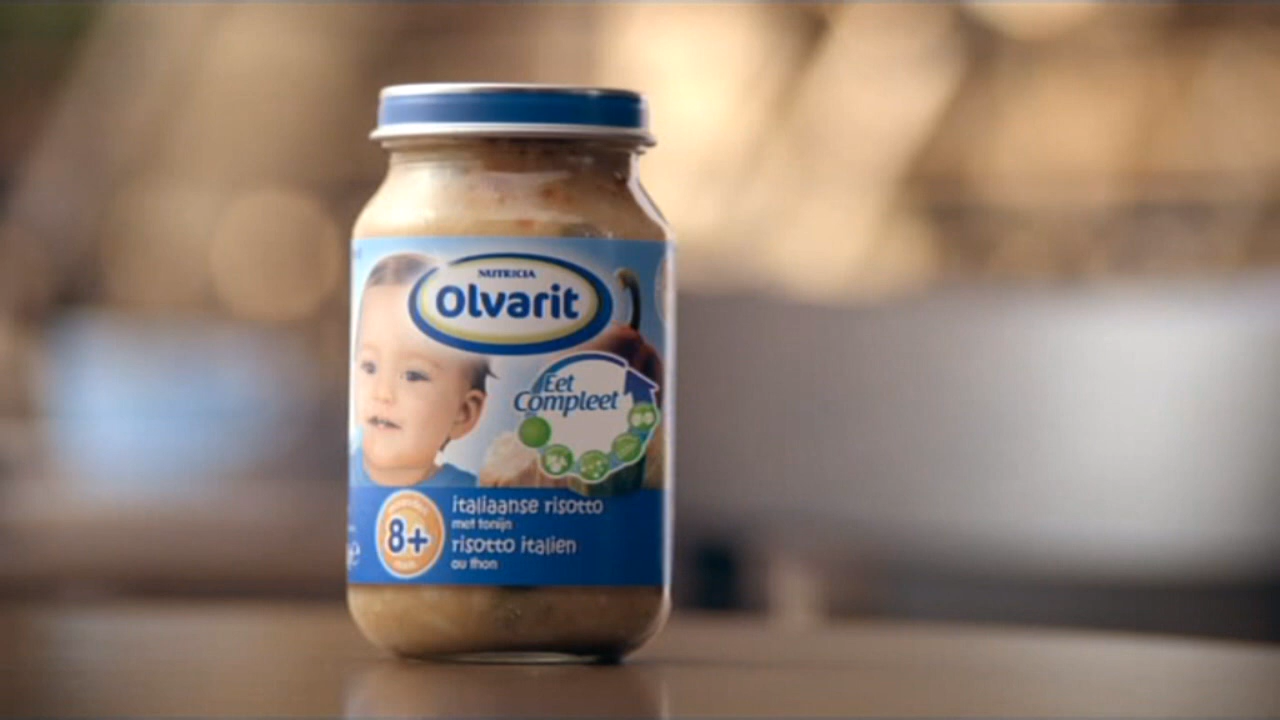 NUTRICIA
Olvarit
Eet
Compleet
8+
italiaanse risotto
met tonijn
risotto italien
au thon